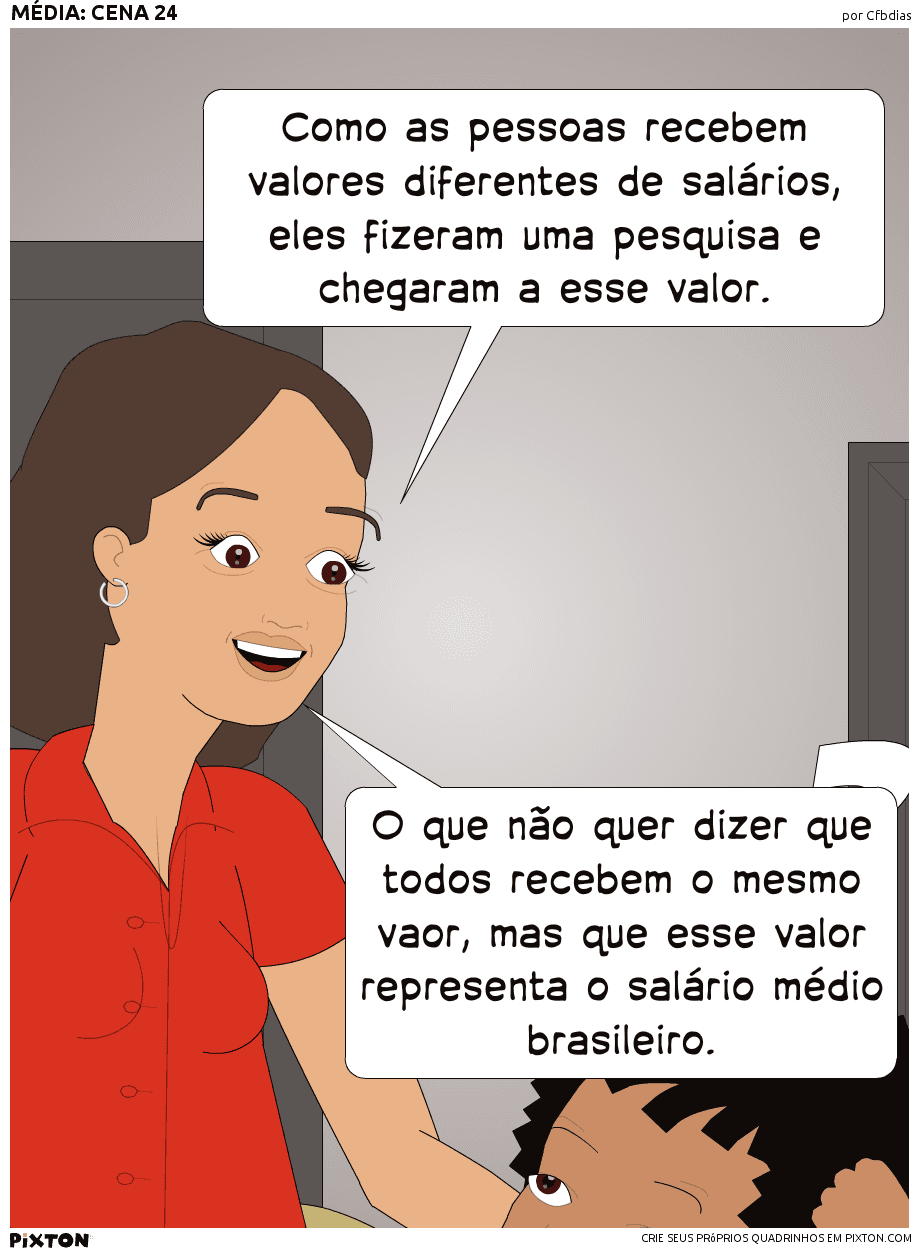 MÉDIA: CENA 24
por Cfbdias
Como as pessoas recebem
valores diferentes de salários,
eles fizeram uma pesquisa e
chegaram a esse valor.
O que não quer dizer que
todos recebem o mesmo
vaor, mas que esse valor
representa o salário médio
brasileiro.
PIXTON
CRIE SEUS PRÓPRIOS QUADRINHOS EM PIXTON.COM